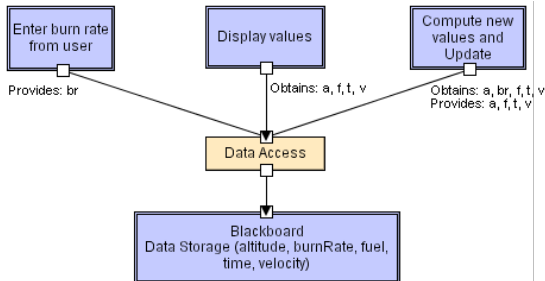 Enter burn rate
from user
Display values
Compute new
values and
Update
Provides: br
Obtains: a, f, t, v
Obtains: a, br, f, t, v
Provides: a, f, t, v
Data Access
Blackboard
Data Storage (altitude, burnRate, fuel,
time, velocity)